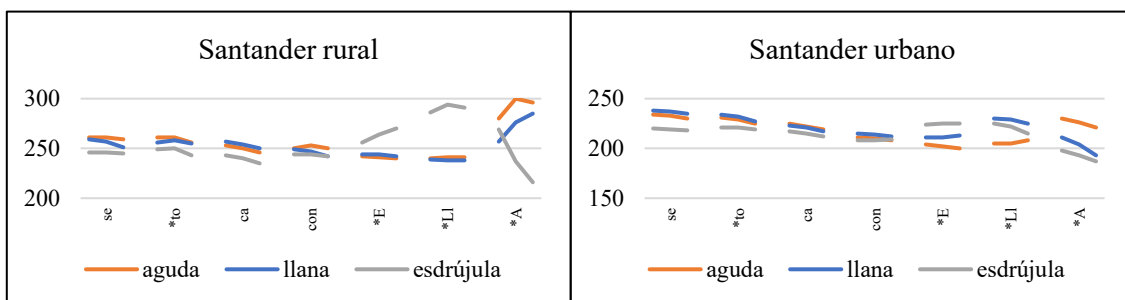 Santander rural
300
250
200
se *to ca con *E *Ll *A
aguda llana esdrújula
Santander urbano
250
200
150
se *to ca con *E *Ll *A
aguda llana esdrújula